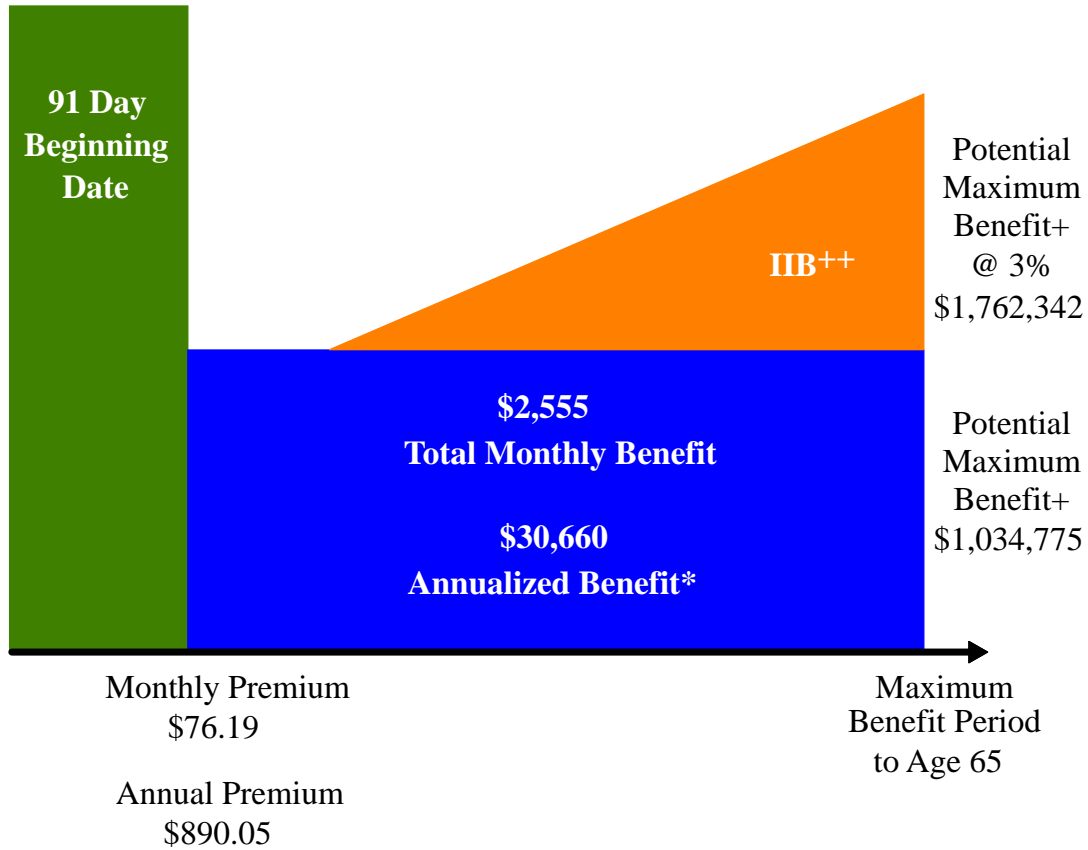 91 Day
Beginning
Date
IIB++
Potential
Maximum
Benefit+
@ 3%
$1,762,342
$2,555
Total Monthly Benefit
$30,660
Annualized Benefit*
Potential
Maximum
Benefit+
$1,034,775
Monthly Premium
$76.19
Annual Premium
$890.05
Maximum
Benefit Period
to Age 65